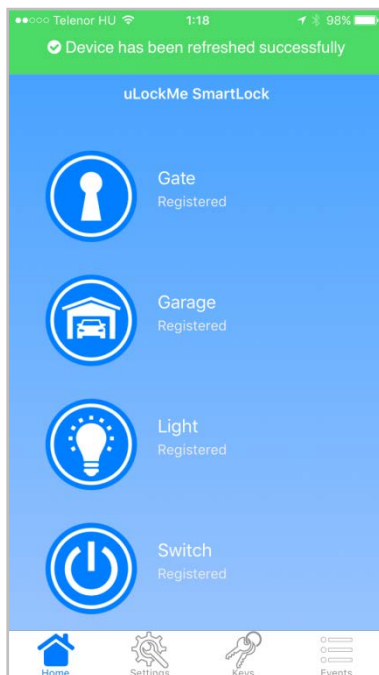 Telenor HU 1:18 98%
Device has been refreshed successfully
uLockMe SmartLock
Gate
Registered
Garage
Registered
Light
Registered
Switch
Registered
Home Settings Keys Events